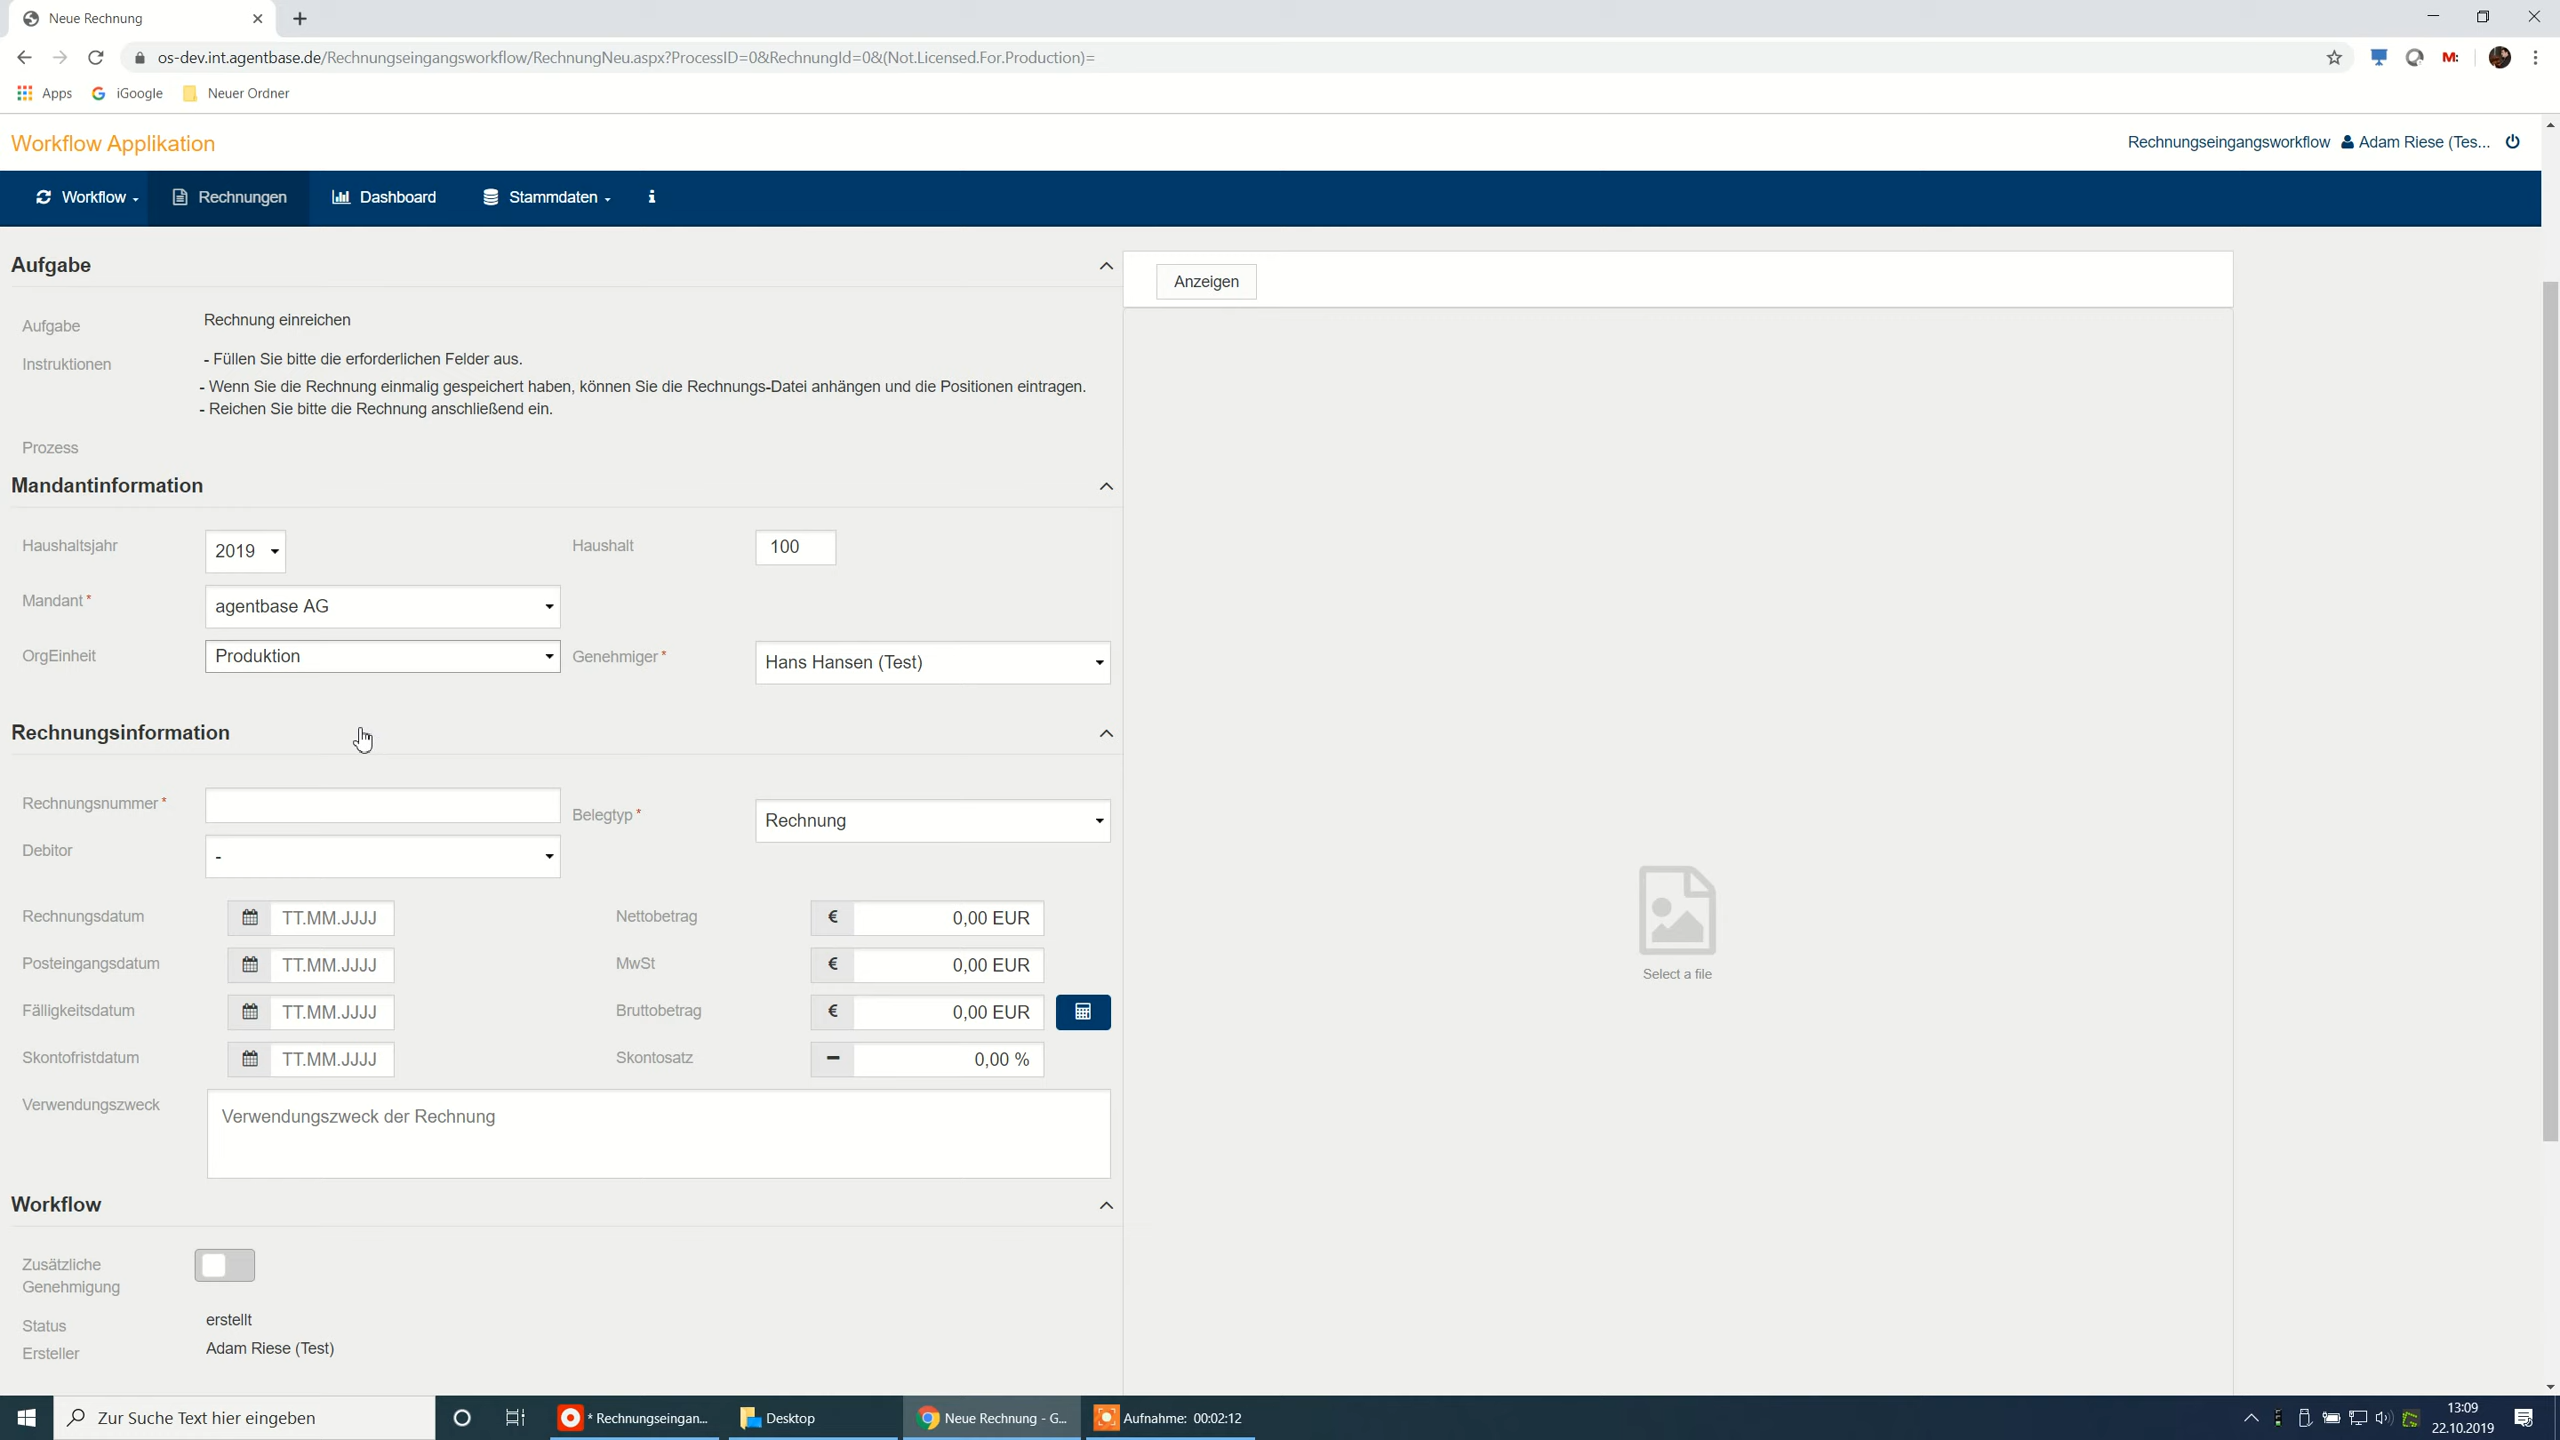 Neue Rechnung
os-dev.int.agentbase.de/Rechnungseingangsworkflow/RechnungNeu.aspx?ProcessID=0&RechnungId=0&(Not.Licensed.For.Production)=
M:
Apps iGoogle Neuer Ordner
Workflow Applikation
Rechnungseingangsworkflow Adam Riese (Tes...
Workflow Rechnungen Dashboard Stammdaten i
Aufgabe
Anzeigen
Aufgabe Rechnung einreichen
Instruktionen - Füllen Sie bitte die erforderlichen Felder aus.
- Wenn Sie die Rechnung einmalig gespeichert haben, können Sie die Rechnungs-Datei anhängen und die Positionen eintragen.
- Reichen Sie bitte die Rechnung anschließend ein.
Prozess
Mandantinformation
Haushaltsjahr 2019 Haushalt 100
Mandant * agentbase AG
OrgEinheit Produktion Genehmiger * Hans Hansen (Test)
Rechnungsinformation
Rechnungsnummer * Belegtyp * Rechnung
Debitor -
Rechnungsdatum TT.MM.JJJJ Nettobetrag € 0,00 EUR
Posteingangsdatum TT.MM.JJJJ MwSt € 0,00 EUR
Fälligkeitsdatum TT.MM.JJJJ Bruttobetrag € 0,00 EUR
Skontofristdatum TT.MM.JJJJ Skontosatz 0,00 %
Verwendungszweck Verwendungszweck der Rechnung
Select a file
Workflow
Zusätzliche
Genehmigung
Status erstellt
Ersteller Adam Riese (Test)
Zur Suche Text hier eingeben * Rechnungseingan... Desktop Neue Rechnung - G... Aufnahme: 00:02:12
13:09
22.10.2019